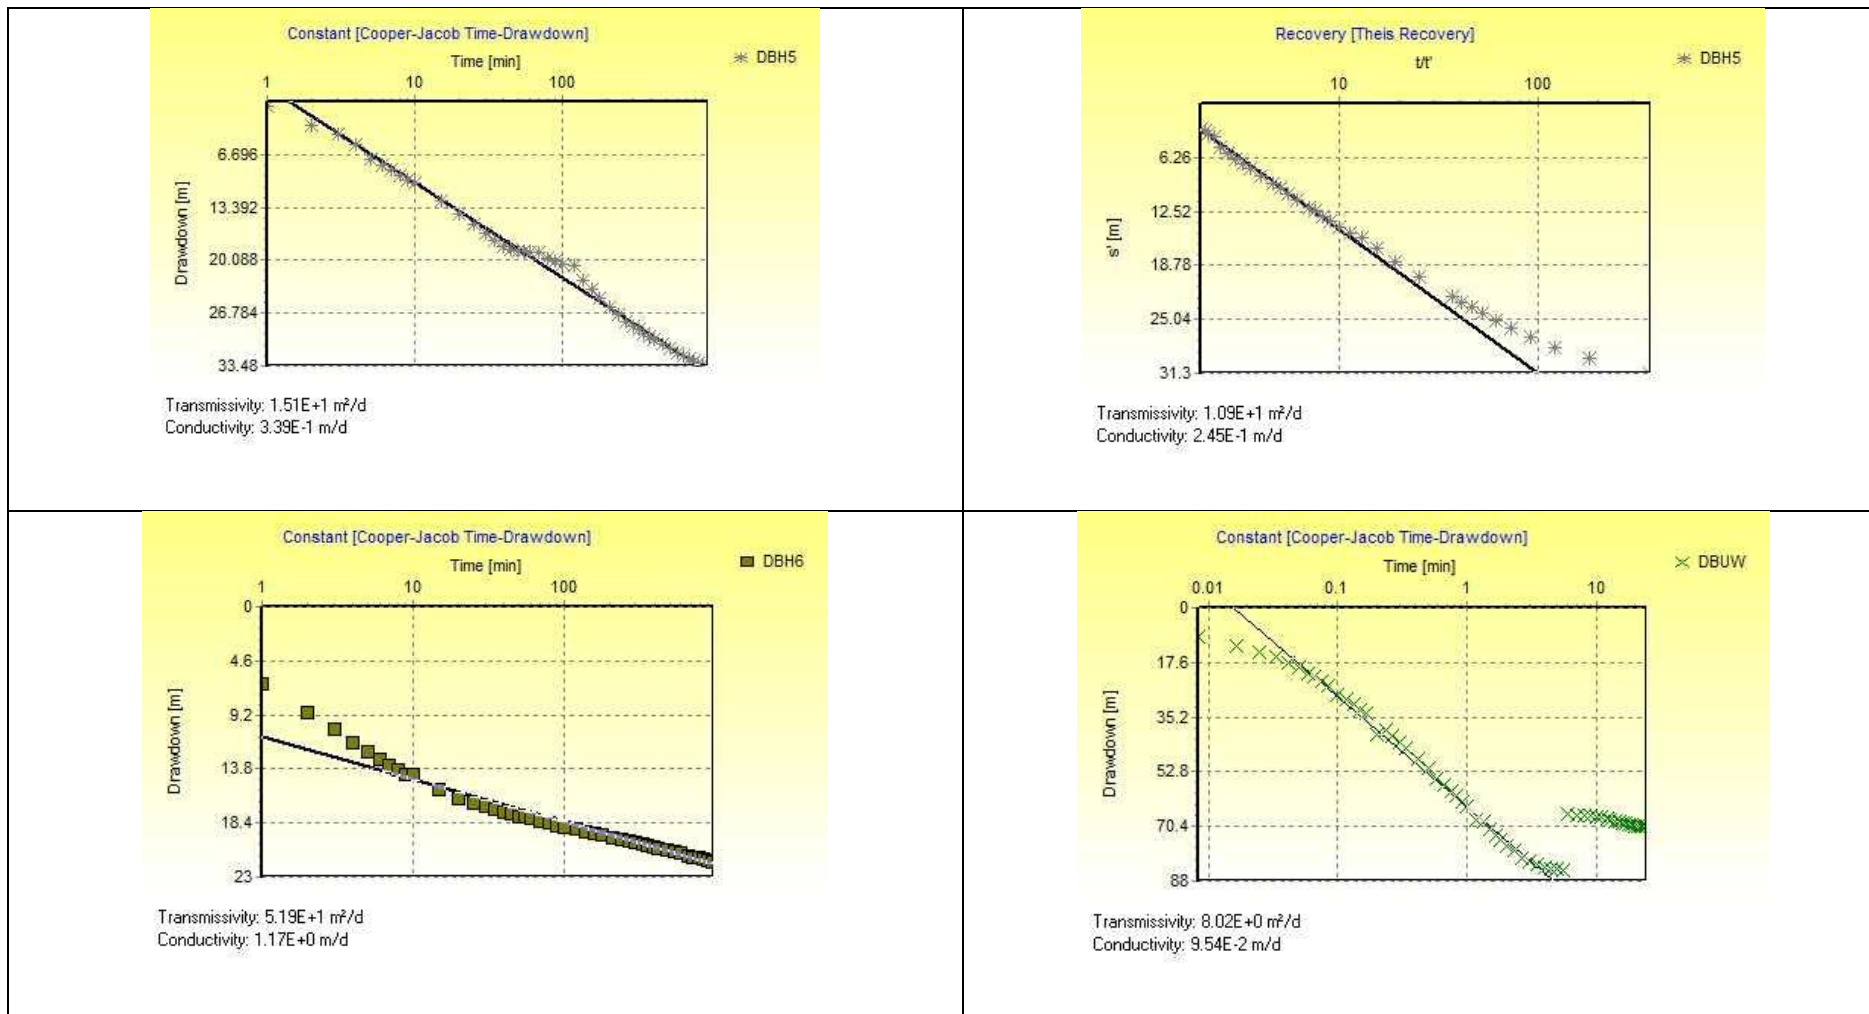 Constant [Cooper-Jacob Time-Drawdown]
Time [min]
DBH5
1 10 100
6.696
13.392
20.088
26.784
33.48
Drawdown [m]
Transmissivity: 1.51E+1 m²/d
Conductivity: 3.39E-1 m/d
Recovery [Theis Recovery]
t/t'
DBH5
10 100
6.26
12.52
18.78
25.04
31.3
s' [m]
Transmissivity: 1.09E+1 m²/d
Conductivity: 2.45E-1 m/d
Constant [Cooper-Jacob Time-Drawdown]
Time [min]
DBH6
1 10 100
0
4.6
9.2
13.8
18.4
23
Drawdown [m]
Transmissivity: 5.19E+1 m²/d
Conductivity: 1.17E+0 m/d
Constant [Cooper-Jacob Time-Drawdown]
Time [min]
DBUW
0.01 0.1 1 10
0
17.6
35.2
52.8
70.4
88
Drawdown [m]
Transmissivity: 8.02E+0 m²/d
Conductivity: 9.54E-2 m/d